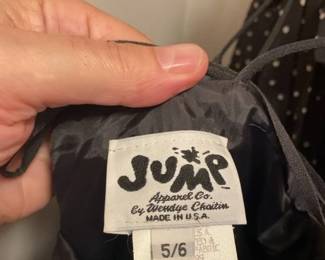 JUMP
Apparel Co.
by Wendye Chaitin
MADE IN U.S.A.
5/6